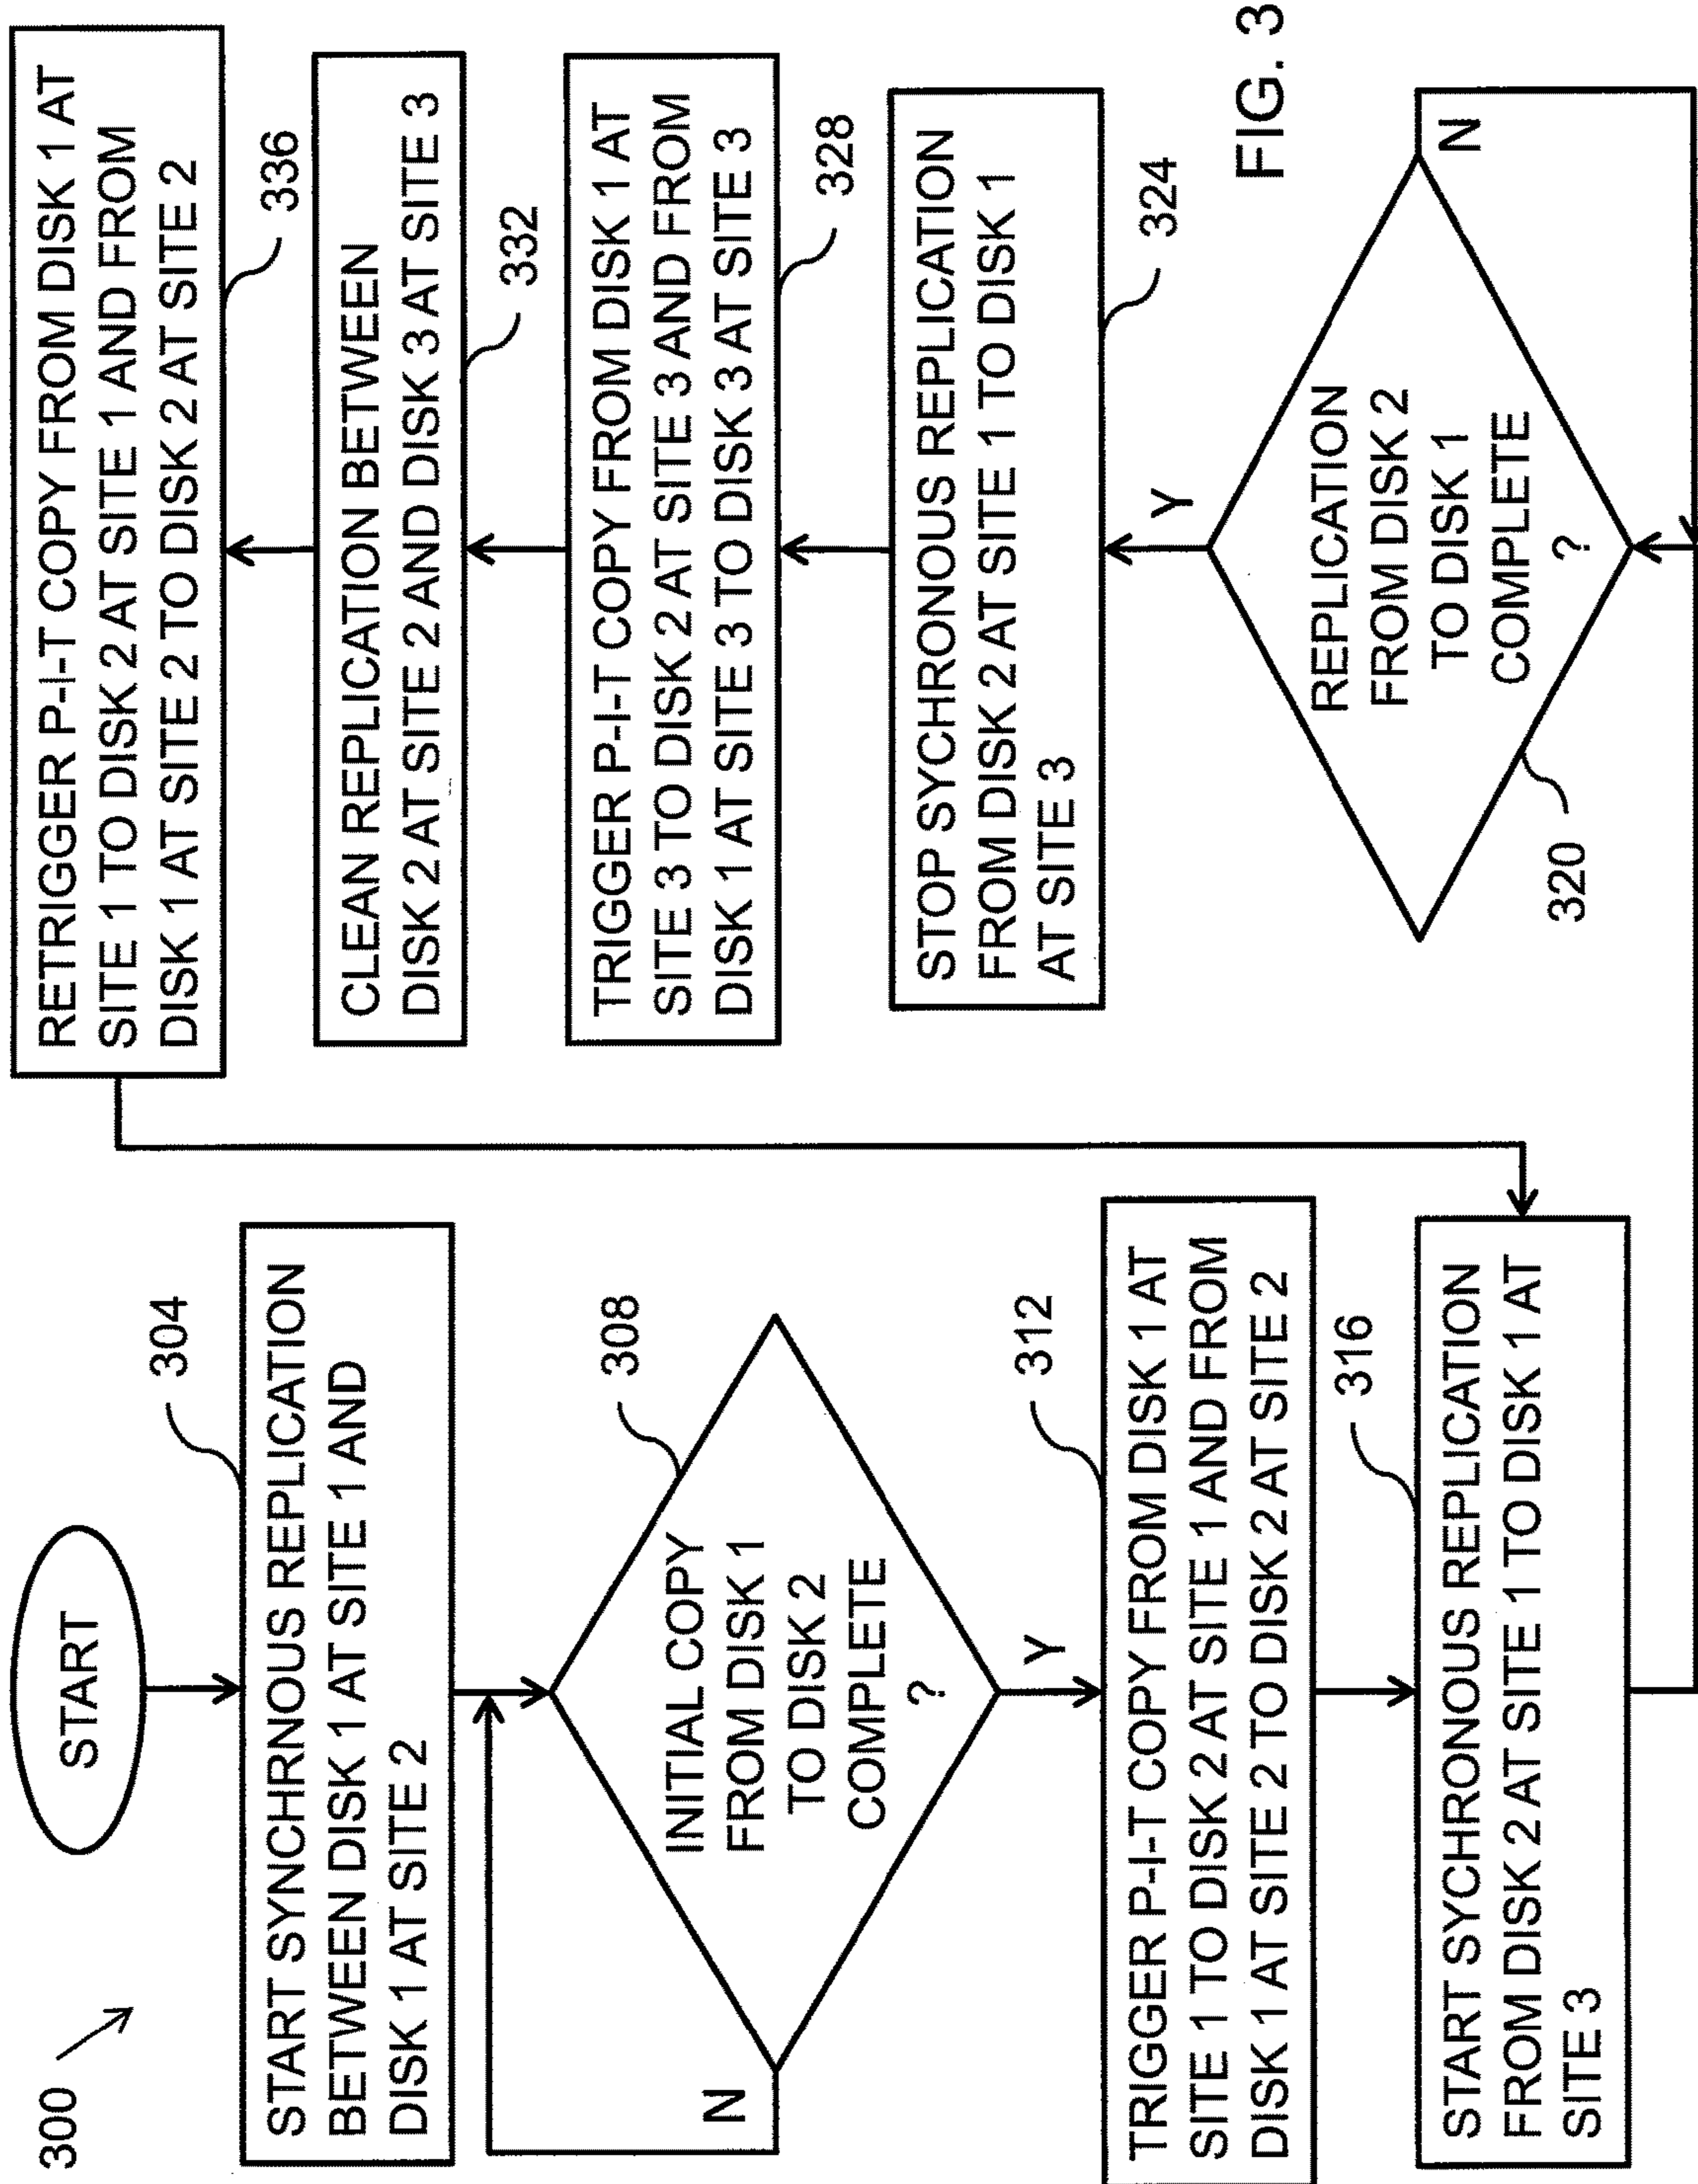 300
START
304
START SYNCHRNOUS REPLICATION
BETWEEN DISK 1 AT SITE 1 AND
DISK 1 AT SITE 2
308
INITIAL COPY
FROM DISK 1
TO DISK 2
COMPLETE
?
N
Y
312
TRIGGER P-I-T COPY FROM DISK 1 AT
SITE 1 TO DISK 2 AT SITE 1 AND FROM
DISK 1 AT SITE 2 TO DISK 2 AT SITE 2
316
START SYCHRONOUS REPLICATION
FROM DISK 2 AT SITE 1 TO DISK 1 AT
SITE 3
320
REPLICATION
FROM DISK 2
TO DISK 1
COMPLETE
?
N
Y
324
STOP SYCHRONOUS REPLICATION
FROM DISK 2 AT SITE 1 TO DISK 1
AT SITE 3
328
TRIGGER P-I-T COPY FROM DISK 1 AT
SITE 3 TO DISK 2 AT SITE 3 AND FROM
DISK 1 AT SITE 3 TO DISK 3 AT SITE 3
332
CLEAN REPLICATION BETWEEN
DISK 2 AT SITE 2 AND DISK 3 AT SITE 3
336
RETRIGGER P-I-T COPY FROM DISK 1 AT
SITE 1 TO DISK 2 AT SITE 1 AND FROM
DISK 1 AT SITE 2 TO DISK 2 AT SITE 2
FIG. 3